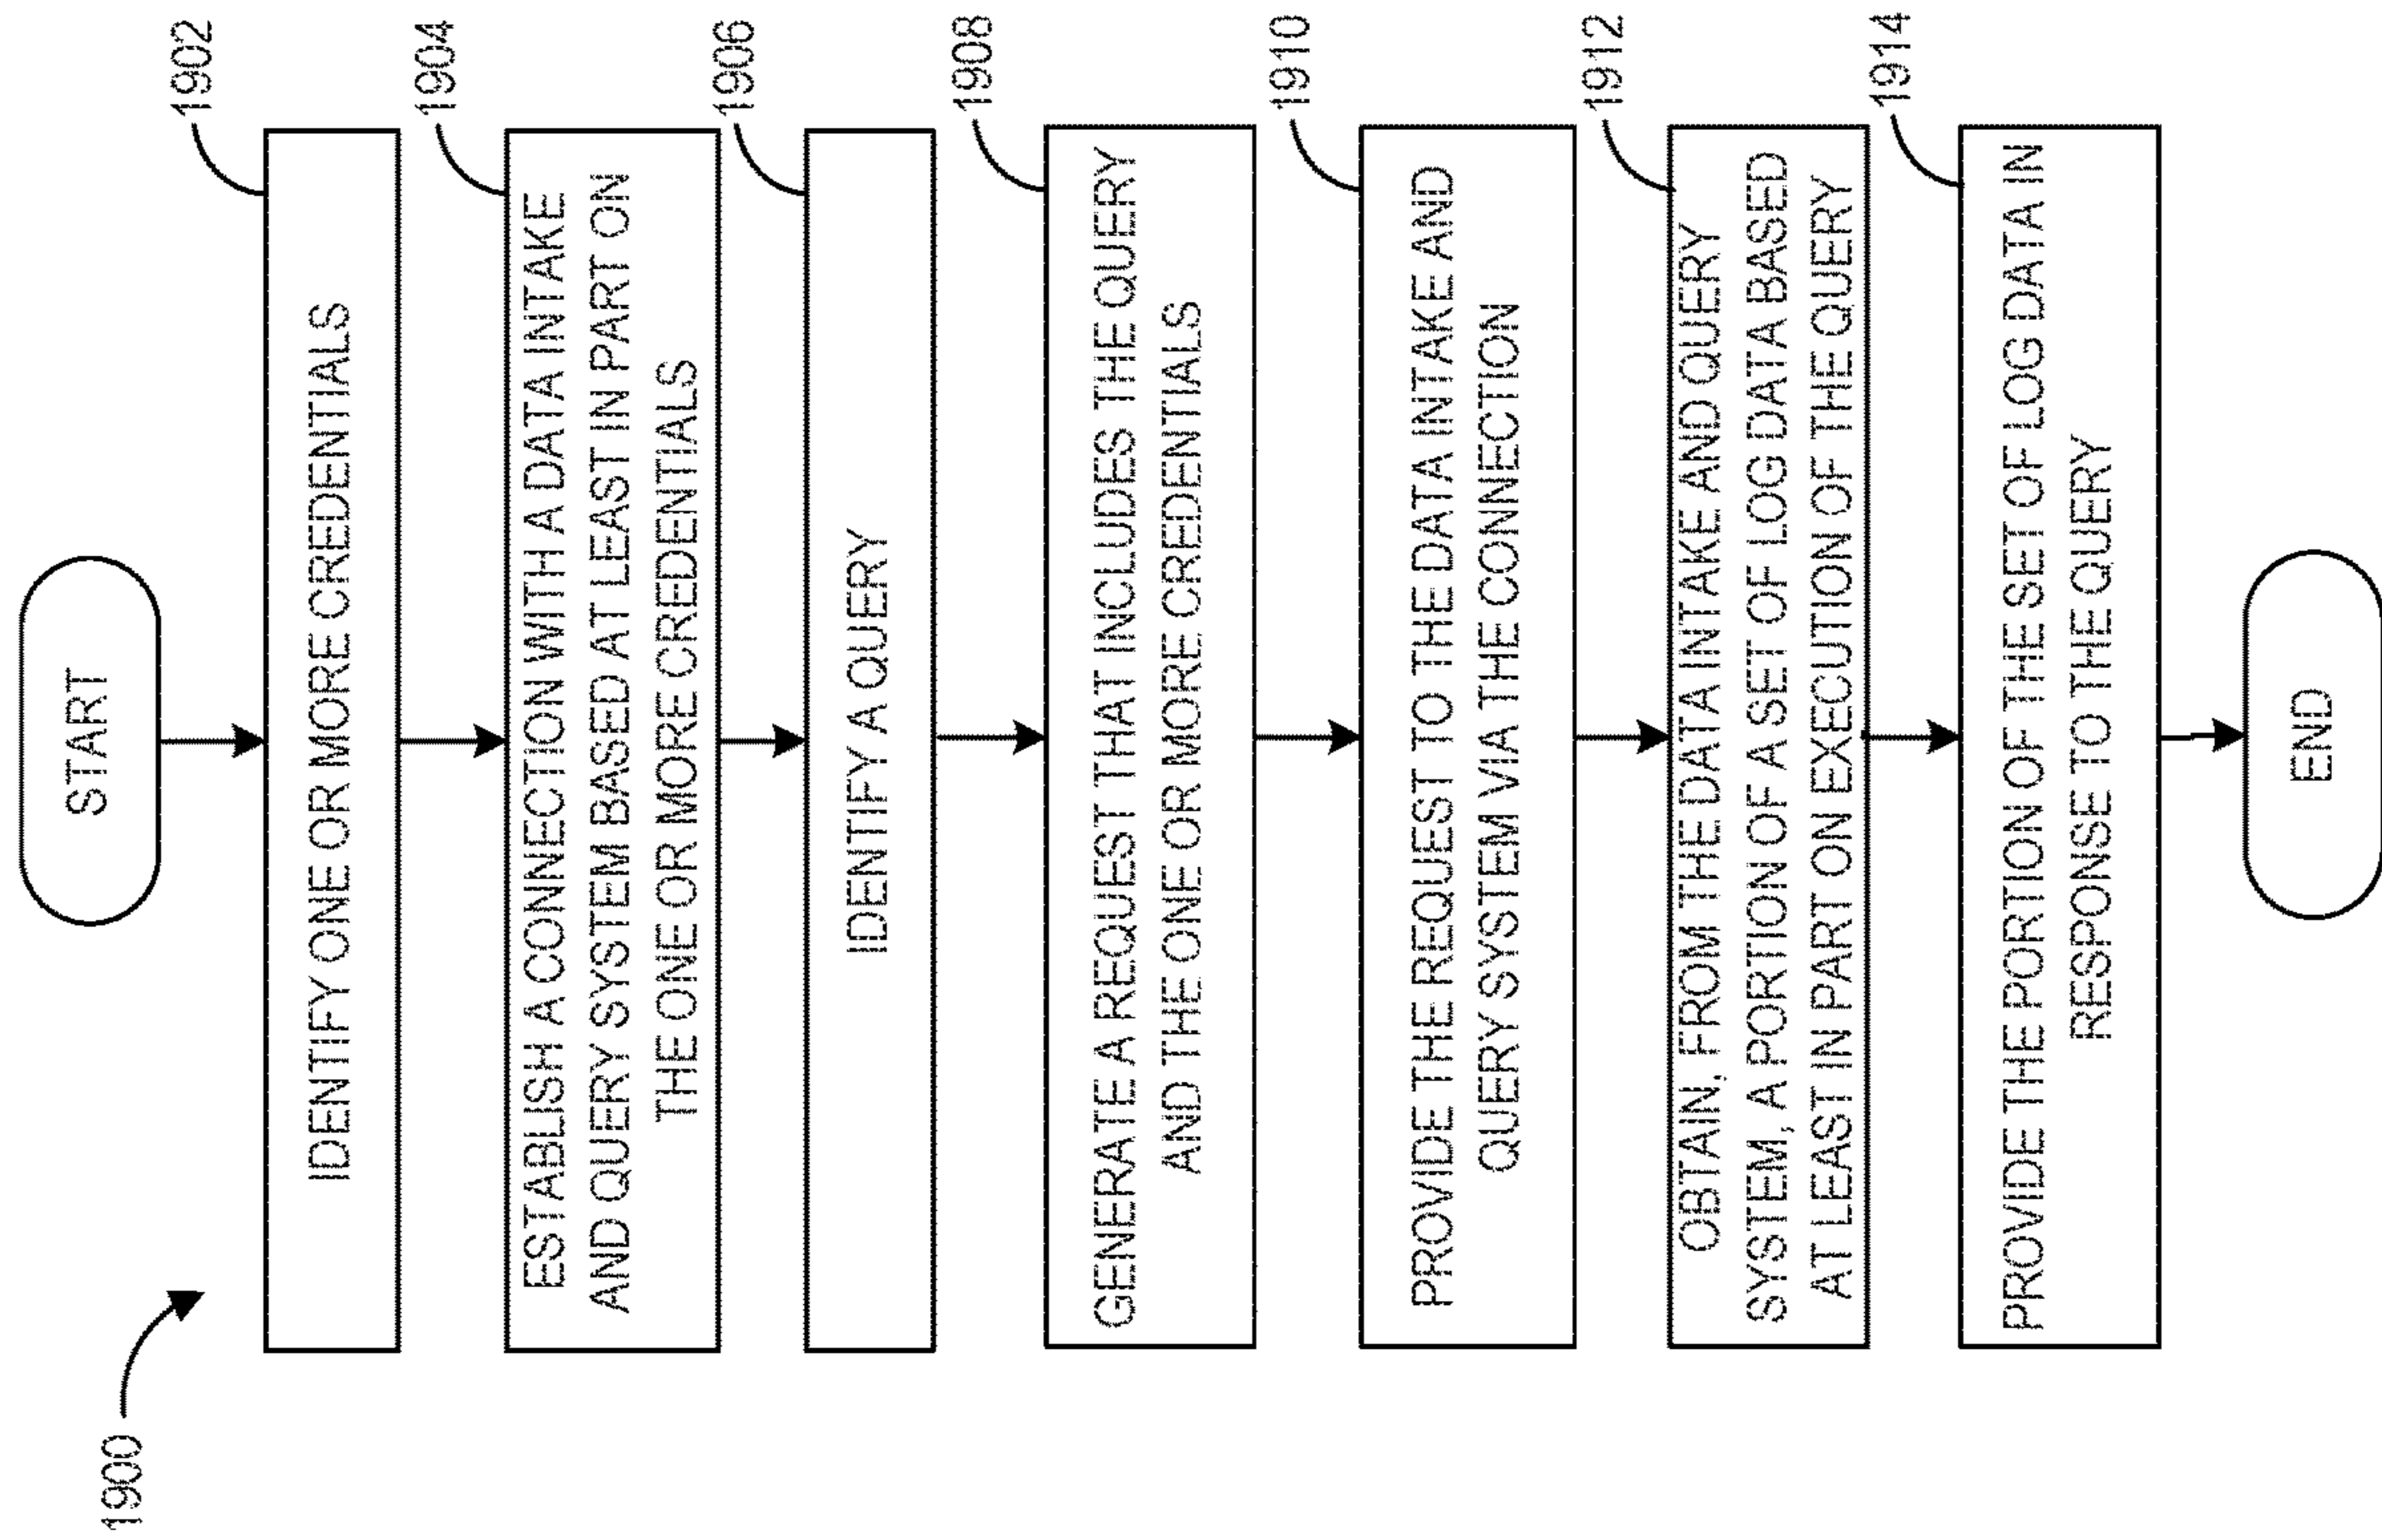 1900
START
1902
IDENTIFY ONE OR MORE CREDENTIALS
1904
ESTABLISH A CONNECTION WITH A DATA INTAKE
AND QUERY SYSTEM BASED AT LEAST IN PART ON
THE ONE OR MORE CREDENTIALS
1906
IDENTIFY A QUERY
1908
GENERATE A REQUEST THAT INCLUDES THE QUERY
AND THE ONE OR MORE CREDENTIALS
1910
PROVIDE THE REQUEST TO THE DATA INTAKE AND
QUERY SYSTEM VIA THE CONNECTION
1912
OBTAIN, FROM THE DATA INTAKE AND QUERY
SYSTEM, A PORTION OF A SET OF LOG DATA BASED
AT LEAST IN PART ON EXECUTION OF THE QUERY
1914
PROVIDE THE PORTION OF THE SET OF LOG DATA IN
RESPONSE TO THE QUERY
END